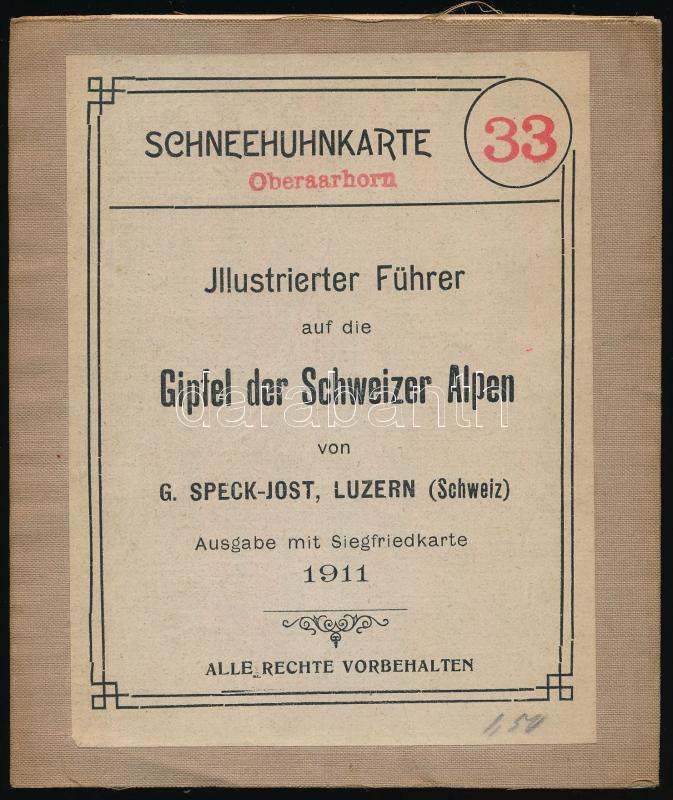 SCHNEEHUHNKARTE
33
Oberaarhorn
Jllustrierter Führer
auf die
Gipfel der Schweizer Alpen
darabanth
von
G. SPECK-JOST, LUZERN (Schweiz)
Ausgabe mit Siegfriedkarte
1911
ALLE RECHTE VORBEHALTEN
1,50